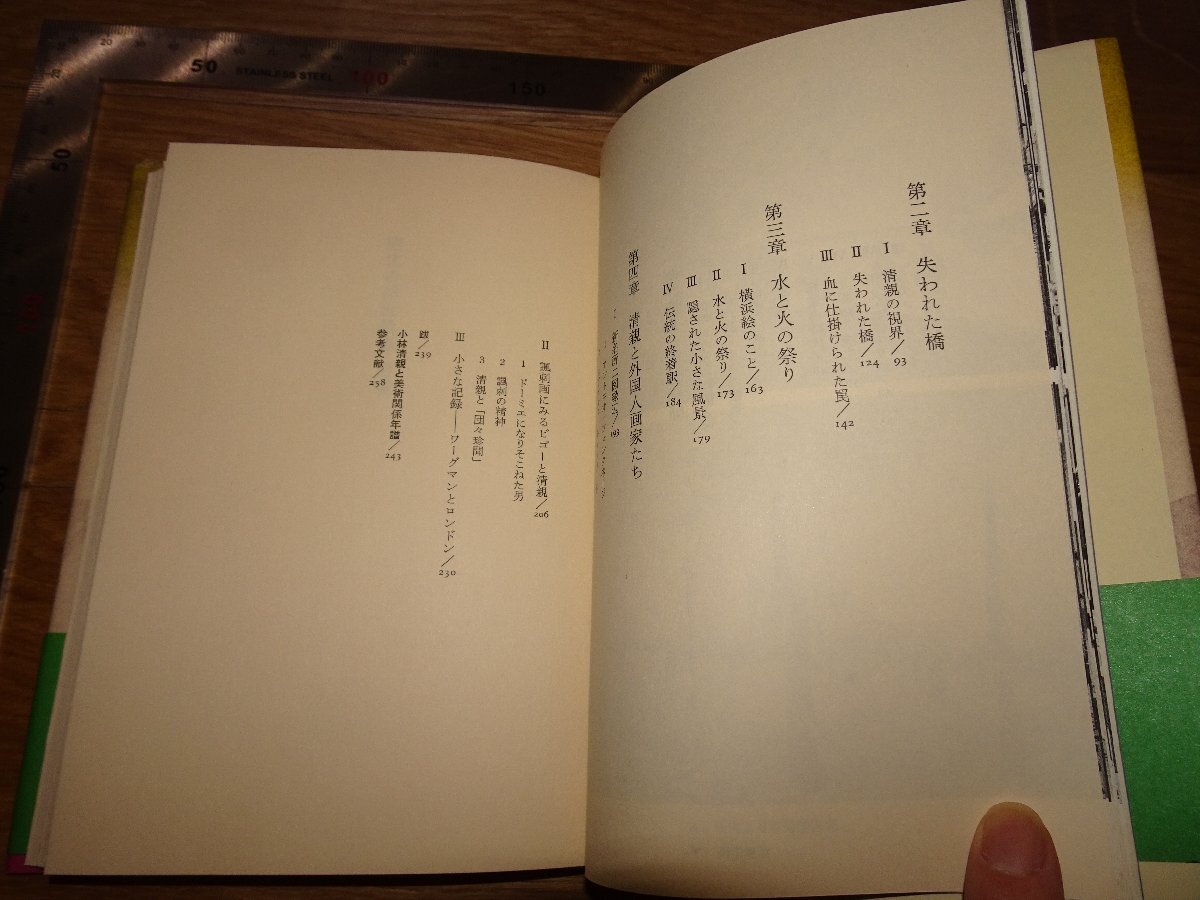 第二章 失われた橋
Ⅰ 清親の視界/93
Ⅱ 失われた橋/124
Ⅲ 血に仕掛けられた罠/142
第三章 水と火の祭り
Ⅰ 横浜絵のこと/163
Ⅱ 水と火の祭り/173
Ⅲ 隠された小さな風景/179
Ⅳ 伝統の終着駅/184
第四章 清親と外国人画家たち
193
Ⅱ 諷刺画にみるビゴーと清親/206
1 ドーミエになりそこねた男
2 諷刺の精神
3 清親と「団々珍聞」
Ⅲ 小さな記録——ワーグマンとロンドン/230
跋/239
小林清親と美術関係年譜/243
参考文献/238
50
STAINLESS STEEL
100
150
50